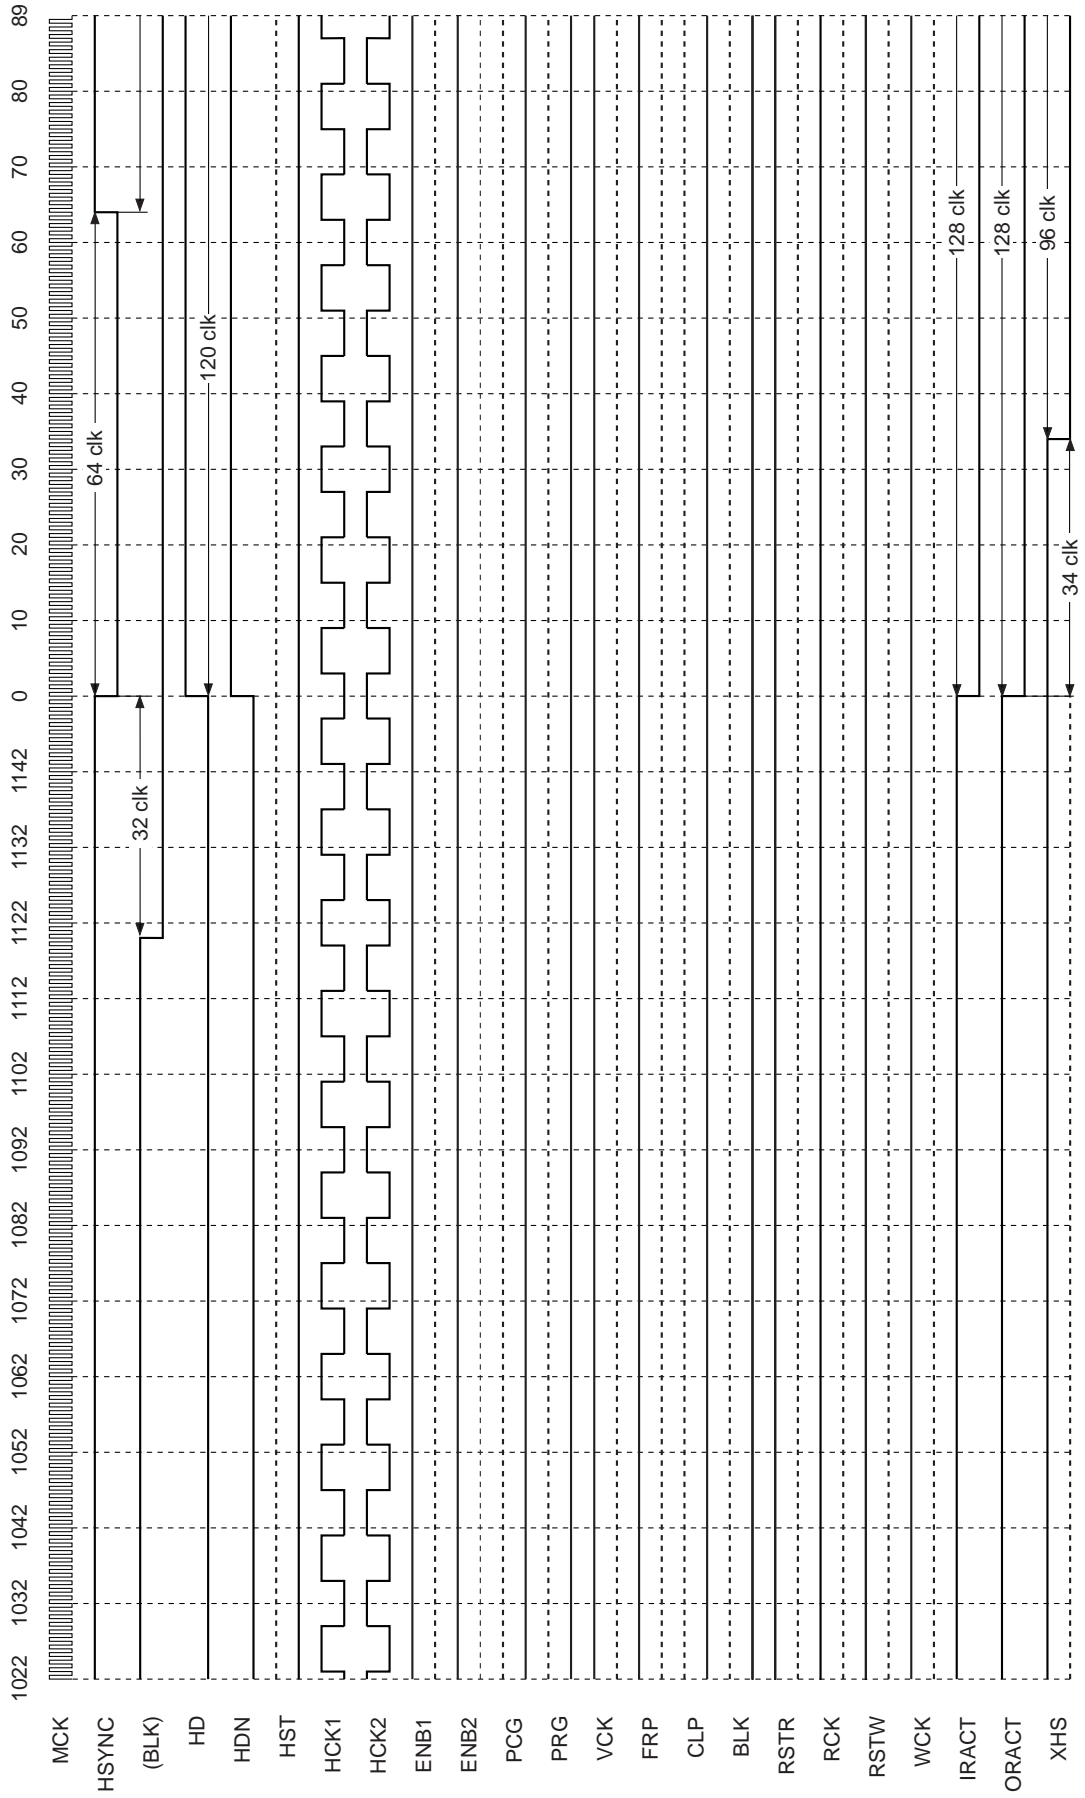 MCK
HSYNC
(BLK)
HD
HDN
HST
HCK1
HCK2
ENB1
ENB2
PCG
PRG
VCK
FRP
CLP
BLK
RSTR
RCK
RSTW
WCK
IRACT
ORACT
XHS
1022
1032
1042
1052
1062
1072
1082
1092
1102
1112
1122
1132
1142
0
10
20
30
40
50
60
70
80
89
64 clk
32 clk
120 clk
128 clk
128 clk
96 clk
34 clk